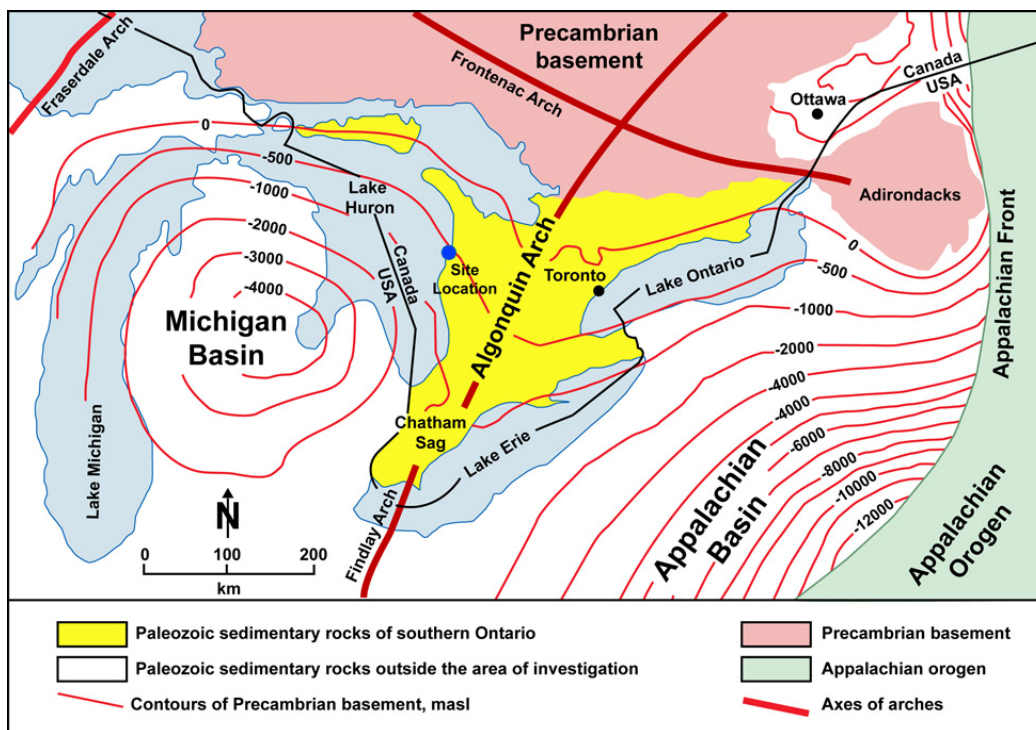 Fraserdale Arch
Precambrian
basement
Frontenac Arch
Canada
USA
Ottawa
Adirondacks
Appalachian Front
0
-500
-1000
-2000
-3000
-4000
Lake
Huron
Canada
USA
Site
Location
Michigan
Basin
Algonquin Arch
Toronto
Lake Ontario
0
-500
-1000
-2000
-4000
-4000
-6000
-8000
-10000
-12000
Lake Michigan
Chatham
Sag
Lake Erie
Findlay Arch
Appalachian
Basin
Appalachian
Orogen
N
0 100 200
km
Paleozoic sedimentary rocks of southern Ontario
Paleozoic sedimentary rocks outside the area of investigation
Contours of Precambrian basement, masl
Precambrian basement
Appalachian orogen
Axes of arches